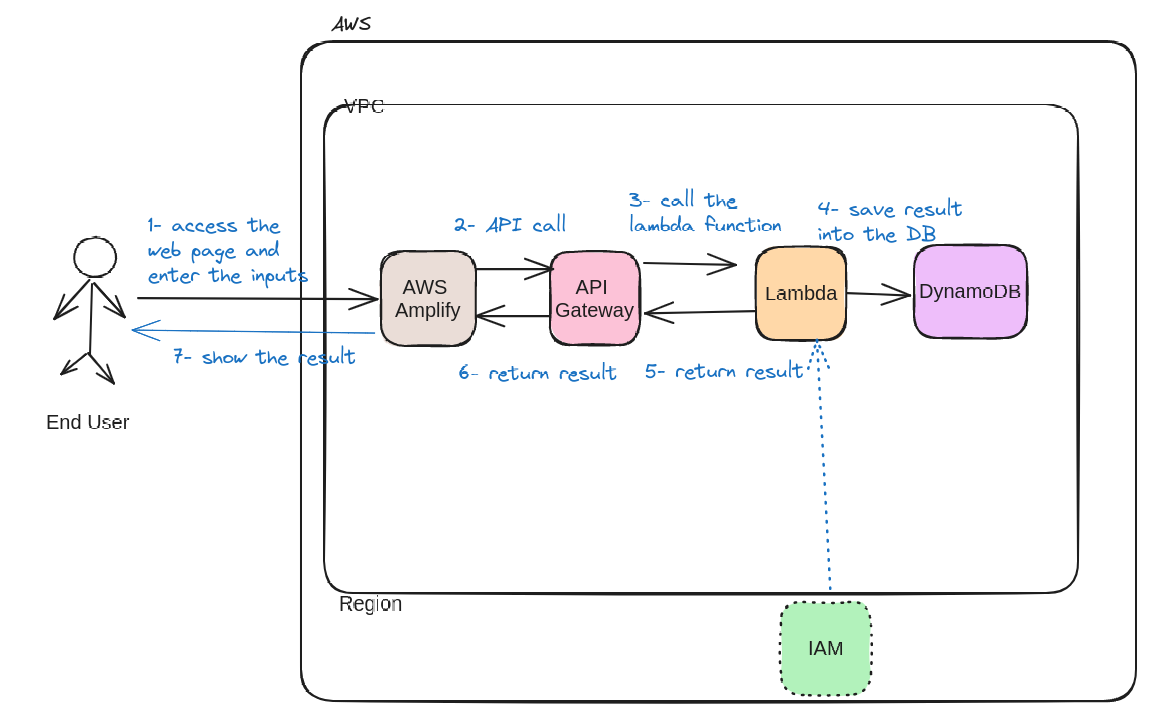 AWS
VPC
1- access the
web page and
enter the inputs
2- API call
3- call the
lambda function
4- save result
into the DB
AWS
Amplify
API
Gateway
Lambda
DynamoDB
7- show the result
6- return result
5- return result
End User
Region
IAM